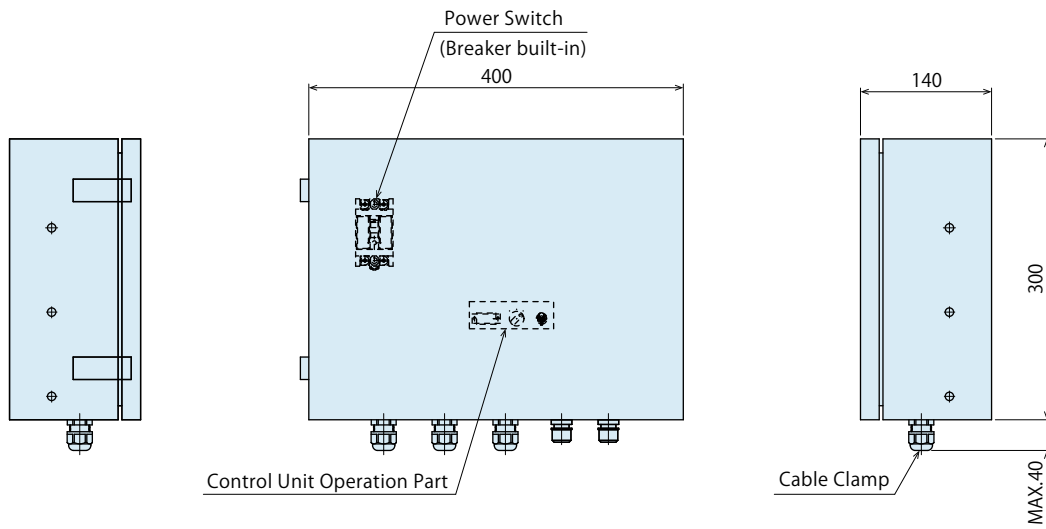 Power Switch
(Breaker built-in)
400
140
300
Control Unit Operation Part
Cable Clamp
MAX.40